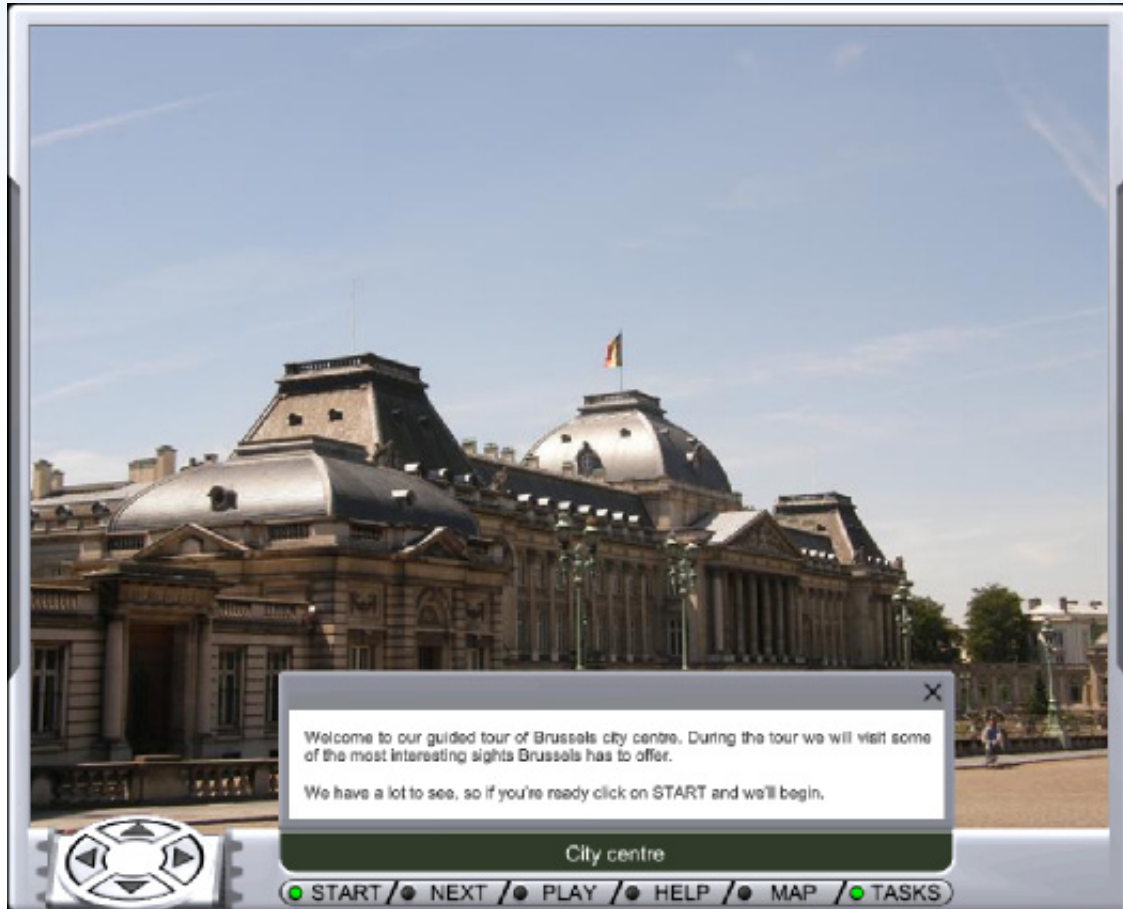 Welcome to our guided tour of Brussels city centre. During the tour we will visit some
of the most interesting sights Brussels has to offer.
We have a lot to see, so if you're ready click on START and we'll begin.
City centre
START NEXT PLAY HELP MAP TASKS